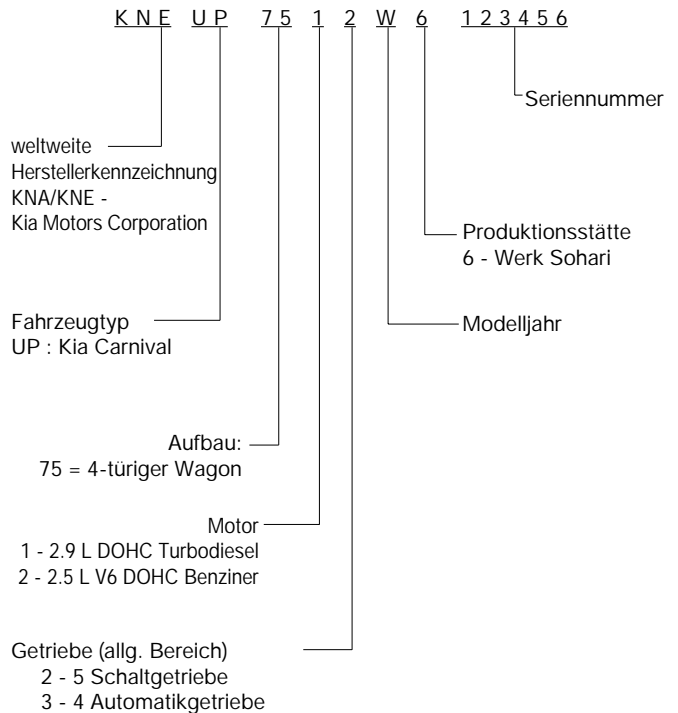 K N E U P 7 5 1 2 W 6 1 2 3 4 5 6
Seriennummer
weltweite
Herstellerkennzeichnung
KNA/KNE -
Kia Motors Corporation
Produktionsstätte
6 - Werk Sohari
Fahrzeugtyp
UP : Kia Carnival
Modelljahr
Aufbau:
75 = 4-türiger Wagon
Motor
1 - 2.9 L DOHC Turbodiesel
2 - 2.5 L V6 DOHC Benziner
Getriebe (allg. Bereich)
2 - 5 Schaltgetriebe
3 - 4 Automatikgetriebe